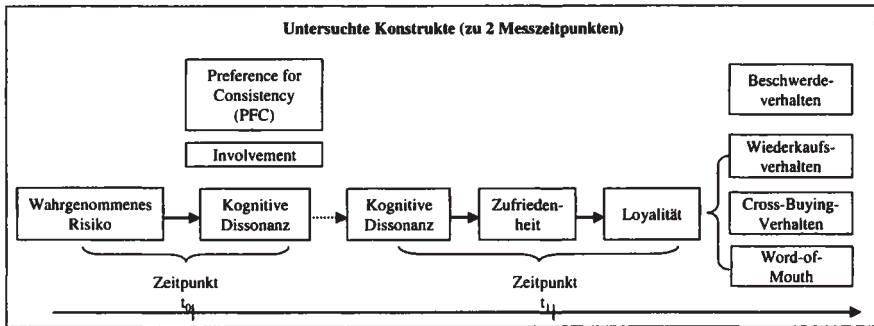 Untersuchte Konstrukte (zu 2 Messzeitpunkten)
Preference for
Consistency
(PFC)
Involvement
Wahrgenommenes
Risiko
Kognitive
Dissonanz
Kognitive
Dissonanz
Zufrieden-
heit
Loyalität
Beschwerde-
verhalten
Wiederkaufs-
verhalten
Cross-Buying-
Verhalten
Word-of-
Mouth
Zeitpunkt
t0
Zeitpunkt
t1